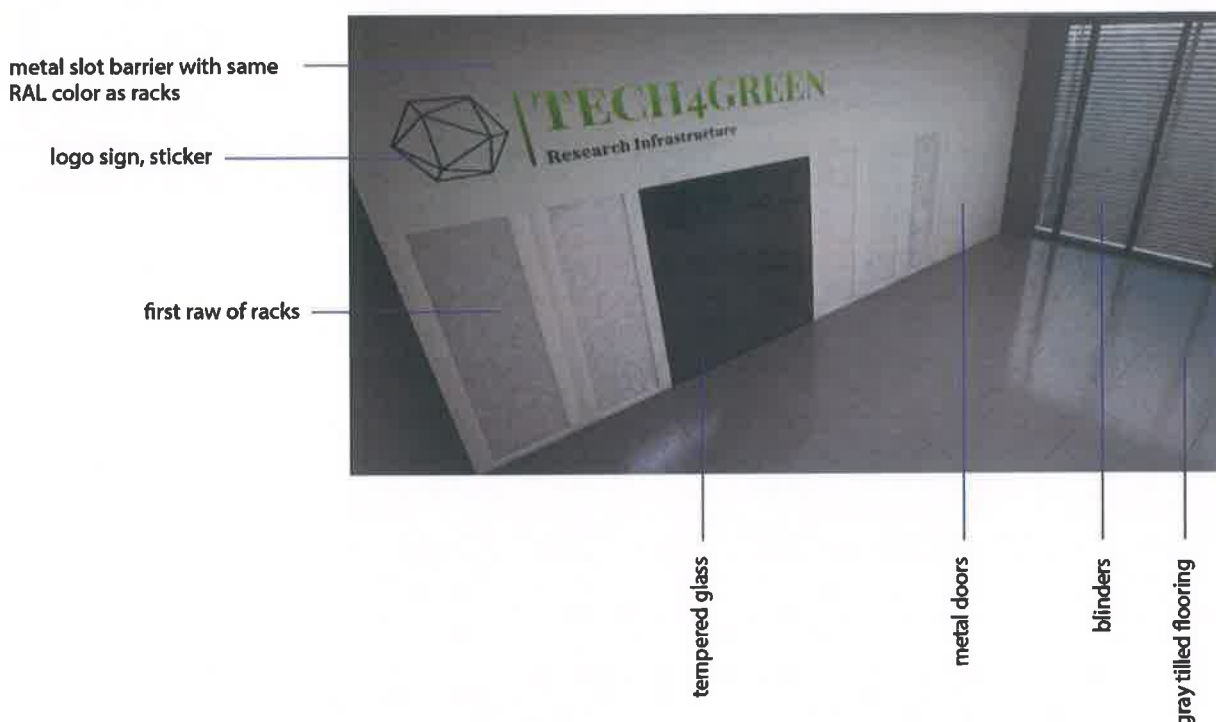 metal slot barrier with same
RAL color as racks
TECH4GREEN
Research Infrastructure
logo sign, sticker
first raw of racks
tempered glass
metal doors
blinders
gray tilled flooring